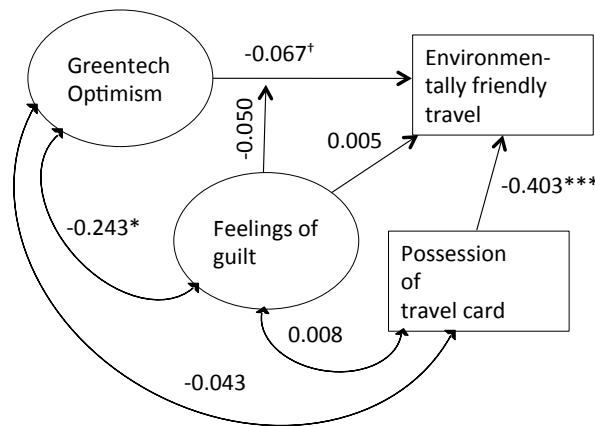 Greentech
Optimism
-0.067†
Environmen-
tally friendly
travel
-0.050
0.005
-0.403***
-0.243*
Feelings of
guilt
Possession
of
travel card
0.008
-0.043